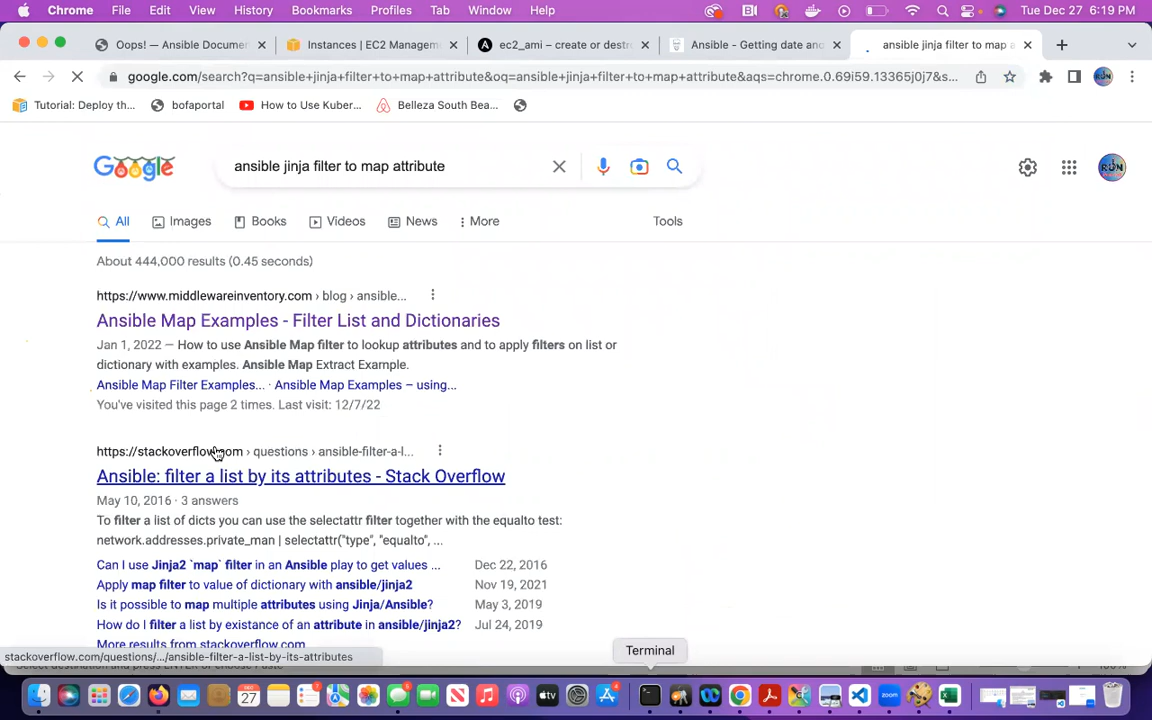 Chrome File Edit View History Bookmarks Profiles Tab Window Help Tue Dec 27 6:19 PM
Oops! — Ansible Documen Instances | EC2 Managem ec2_ami – create or dest Ansible - Getting date and ansible jinja filter to map a
google.com/search?q=ansible+jinja+filter+to+map+attribute&oq=ansible+jinja+filter+to+map+attribute&aqs=chrome.0.69i59.13365j0j7&s...
Tutorial: Deploy th... bofaportal How to Use Kuber... Belleza South Bea...
Google ansible jinja filter to map attribute
All Images Books Videos News More Tools
About 444,000 results (0.45 seconds)
https://www.middlewareinventory.com › blog › ansible...
Ansible Map Examples - Filter List and Dictionaries
Jan 1, 2022 — How to use Ansible Map filter to lookup attributes and to apply filters on list or
dictionary with examples. Ansible Map Extract Example.
Ansible Map Filter Examples... · Ansible Map Examples – using...
You've visited this page 2 times. Last visit: 12/7/22
https://stackoverflow.com › questions › ansible-filter-a-l...
Ansible: filter a list by its attributes - Stack Overflow
May 10, 2016 · 3 answers
To filter a list of dicts you can use the selectattr filter together with the equalto test:
network.addresses.private_man | selectattr("type", "equalto", ...
Can I use Jinja2 `map` filter in an Ansible play to get values ... Dec 22, 2016
Apply map filter to value of dictionary with ansible/jinja2 Nov 19, 2021
Is it possible to map multiple attributes using Jinja/Ansible? May 3, 2019
How do I filter a list by existance of an attribute in ansible/jinja2? Jul 24, 2019
More results from stackoverflow.com
stackoverflow.com/questions/.../ansible-filter-a-list-by-its-attributes
Terminal